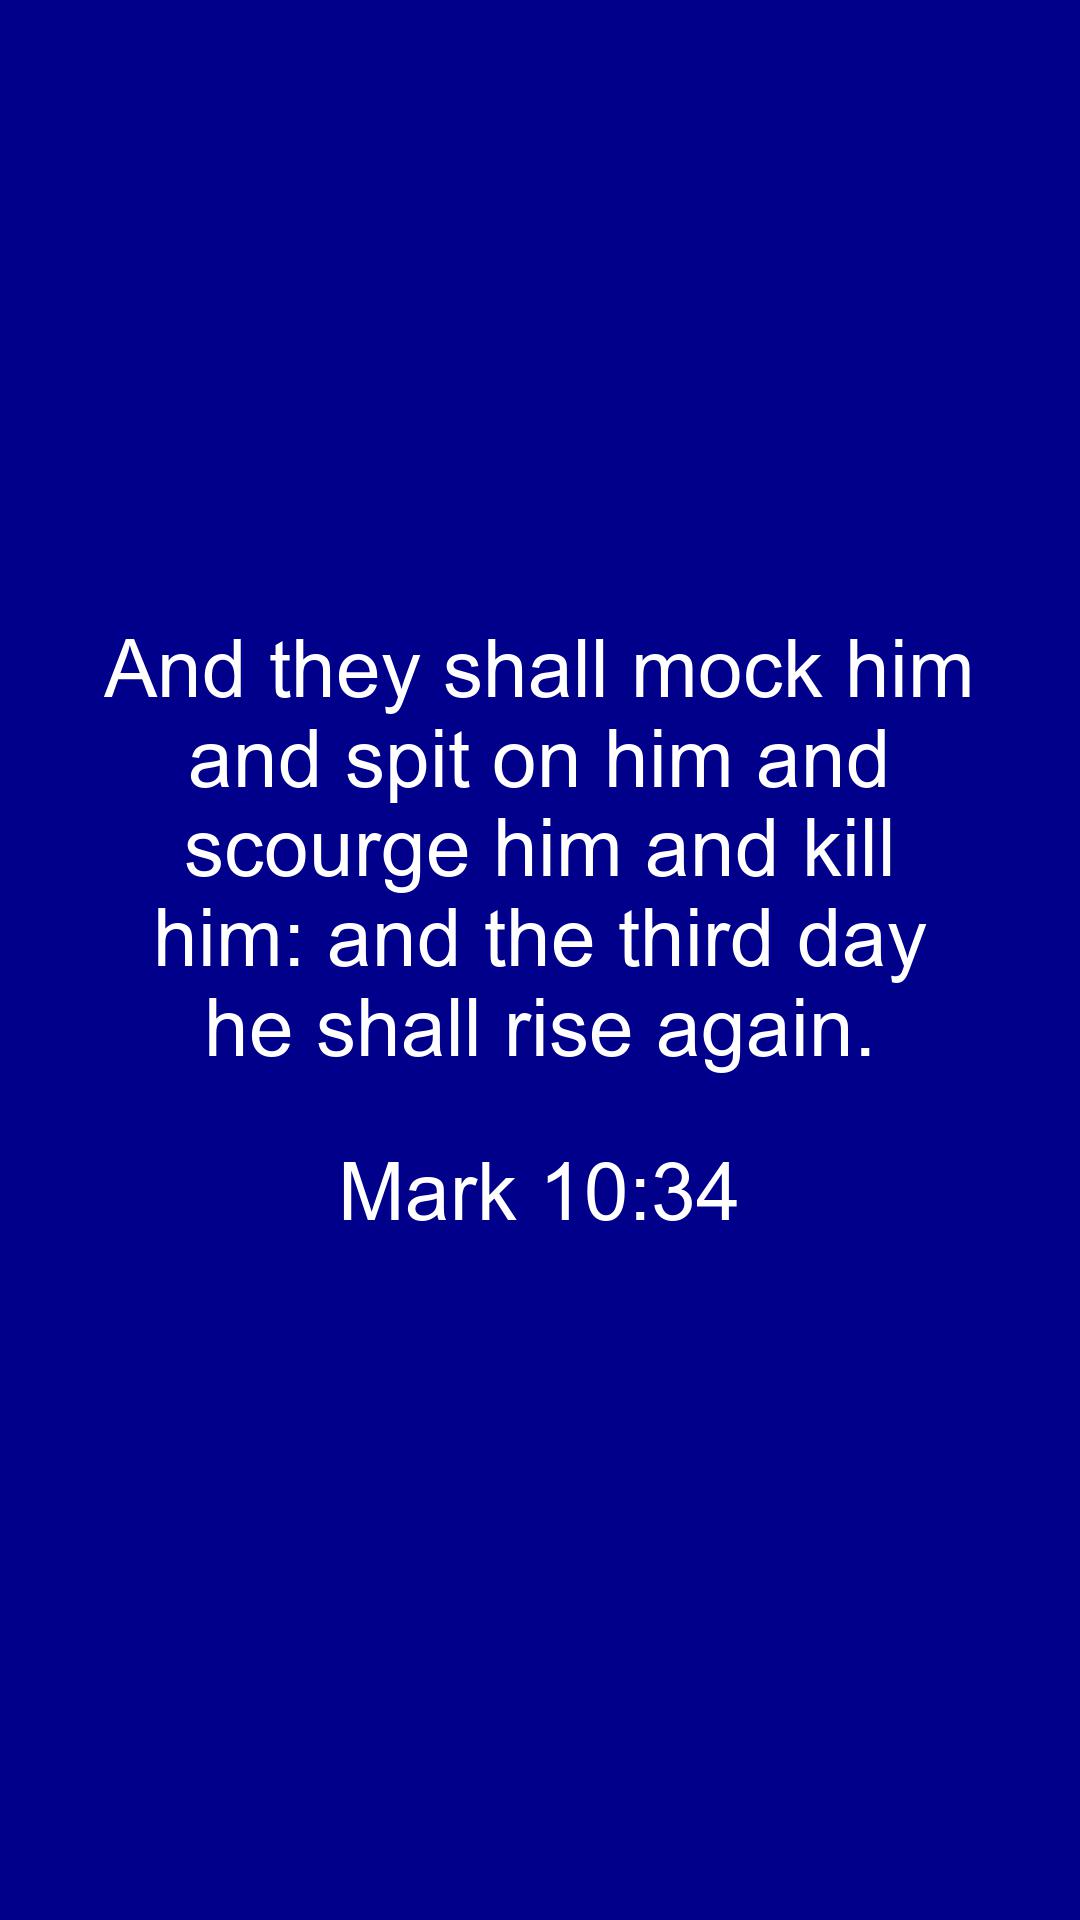 And they shall mock him
and spit on him and
scourge him and kill
him: and the third day
he shall rise again.
Mark 10:34